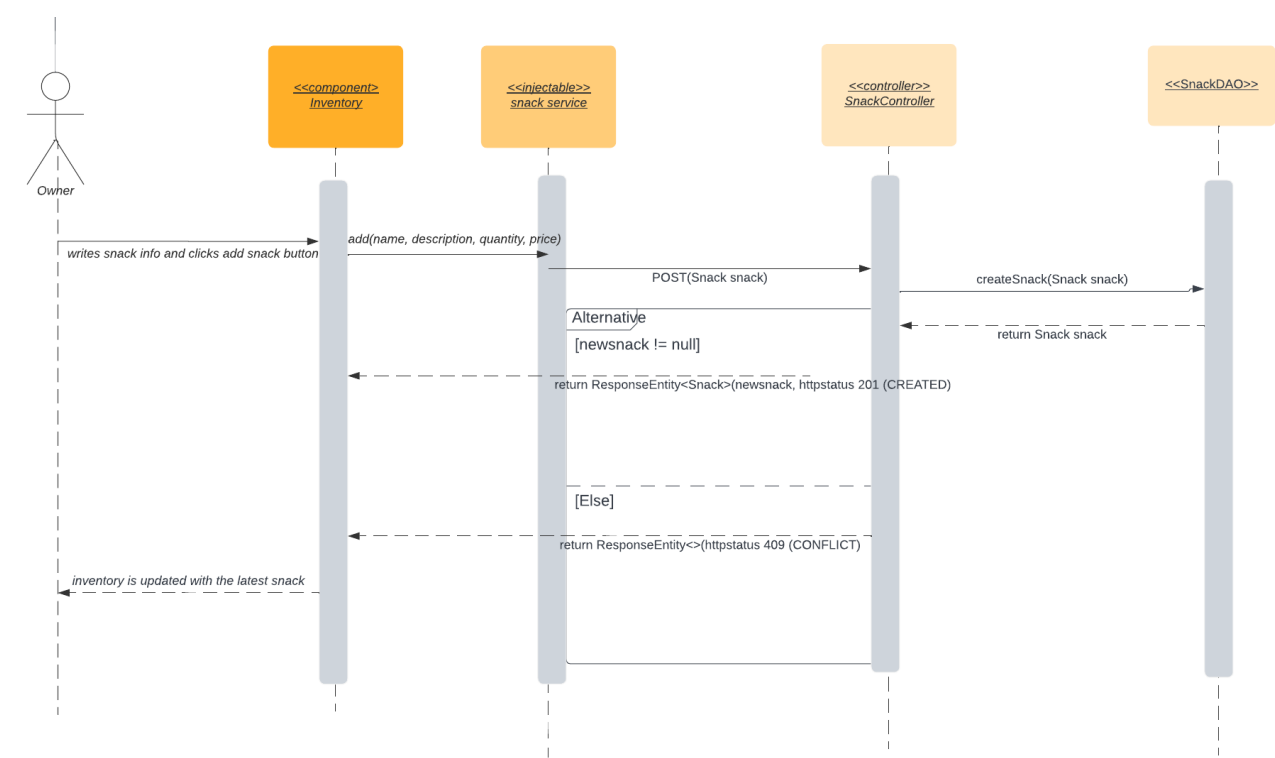 <<component>
Inventory
<<injectable>>
snack service
<<controller>>
SnackController
<<SnackDAO>>
Owner
writes snack info and clicks add snack button
add(name, description, quantity, price)
POST(Snack snack)
createSnack(Snack snack)
return Snack snack
Alternative
[newsnack != null]
return ResponseEntity<Snack>(newsnack, httpstatus 201 (CREATED)
[Else]
return ResponseEntity<>(httpstatus 409 (CONFLICT)
inventory is updated with the latest snack